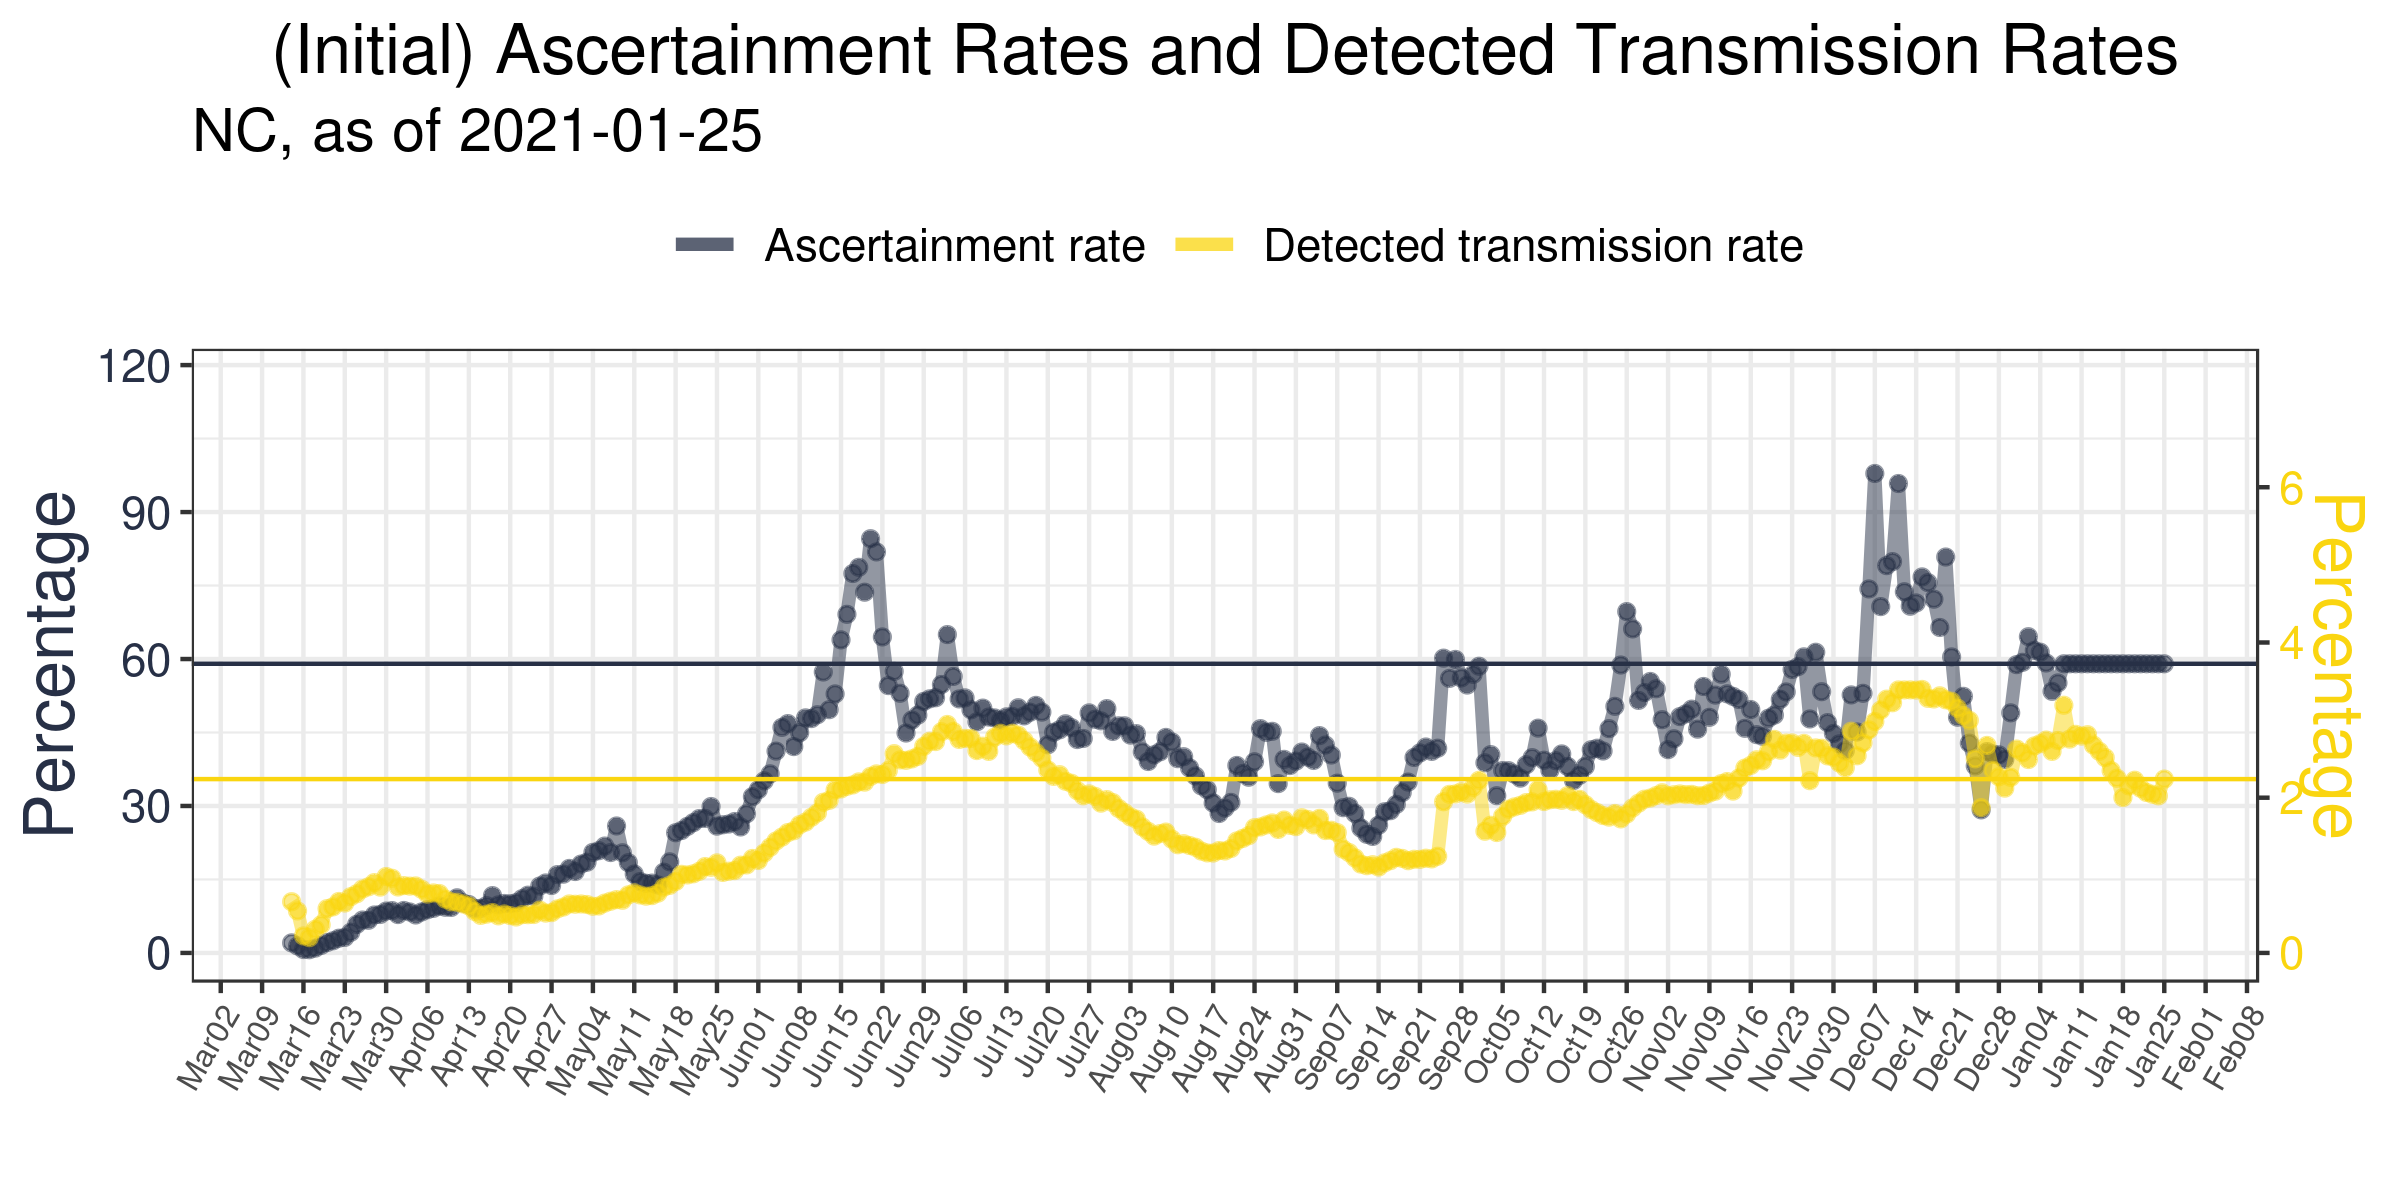 (Initial) Ascertainment Rates and Detected Transmission Rates
NC, as of 2021-01-25
Ascertainment rate
Detected transmission rate
Percentage
120
90
60
30
0
6
4
2
0
Percentage
Mar02
Mar09
Mar16
Mar23
Mar30
Apr06
Apr13
Apr20
Apr27
May04
May11
May18
May25
Jun01
Jun08
Jun15
Jun22
Jun29
Jul06
Jul13
Jul20
Jul27
Aug03
Aug10
Aug17
Aug24
Aug31
Sep07
Sep14
Sep21
Sep28
Oct05
Oct12
Oct19
Oct26
Nov02
Nov09
Nov16
Nov23
Nov30
Dec07
Dec14
Dec21
Dec28
Jan04
Jan11
Jan18
Jan25
Feb01
Feb08